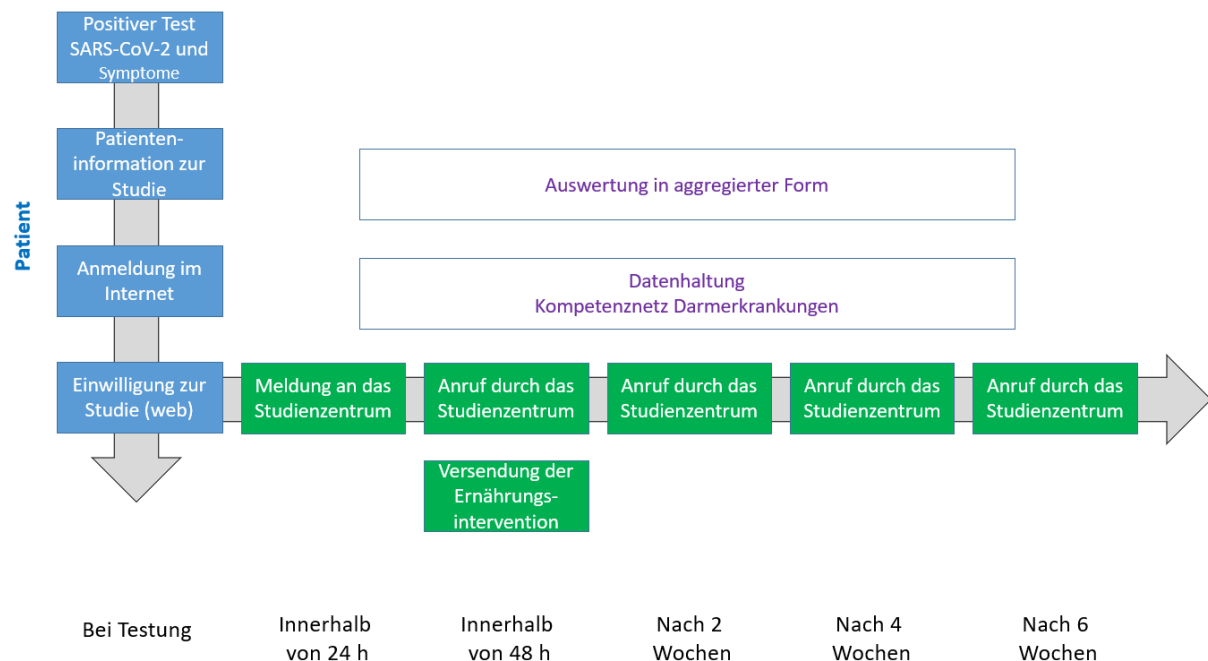 Positiver Test
SARS-CoV-2 und
Symptome
Patienten-
information zur
Studie
Auswertung in aggregierter Form
Patient
Anmeldung im
Internet
Datenhaltung
Kompetenznetz Darmerkrankungen
Einwilligung zur
Studie (web)
Meldung an das
Studienzentrum
Anruf durch das
Studienzentrum
Anruf durch das
Studienzentrum
Anruf durch das
Studienzentrum
Anruf durch das
Studienzentrum
Versendung der
Ernährungs-
intervention
Bei Testung
Innerhalb
von 24 h
Innerhalb
von 48 h
Nach 2
Wochen
Nach 4
Wochen
Nach 6
Wochen